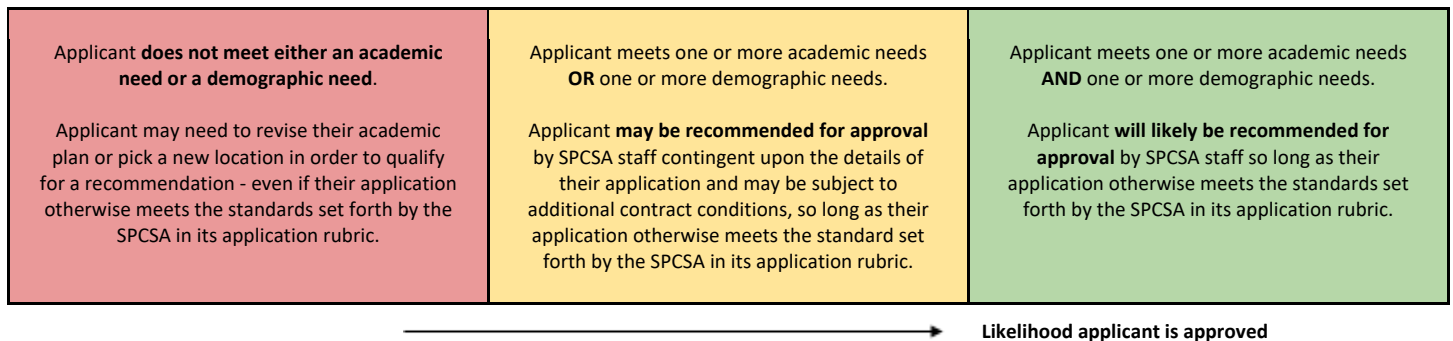 Applicant does not meet either an academic
need or a demographic need.
Applicant may need to revise their academic
plan or pick a new location in order to qualify
for a recommendation - even if their application
otherwise meets the standards set forth by the
SPCSA in its application rubric.
Applicant meets one or more academic needs
OR one or more demographic needs.
Applicant may be recommended for approval
by SPCSA staff contingent upon the details of
their application and may be subject to
additional contract conditions, so long as their
application otherwise meets the standard set
forth by the SPCSA in its application rubric.
Applicant meets one or more academic needs
AND one or more demographic needs.
Applicant will likely be recommended for
approval by SPCSA staff so long as their
application otherwise meets the standards set
forth by the SPCSA in its application rubric.
Likelihood applicant is approved